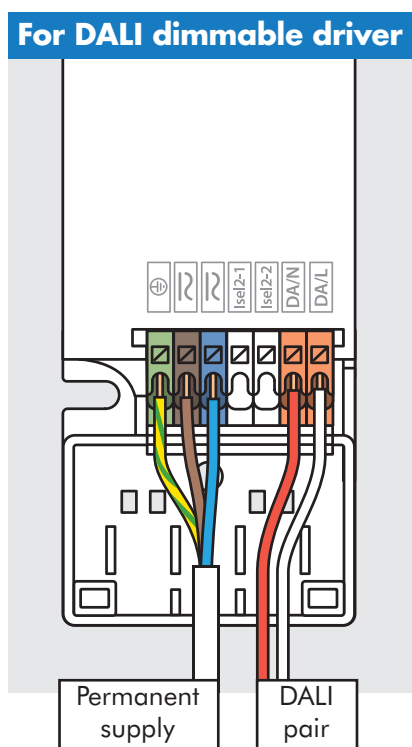 For DALI dimmable driver
Isel2-1
Isel2-2
DA/N
DA/L
Permanent
supply
DALI
pair